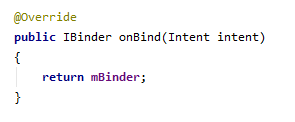 @Override
public IBinder onBind(Intent intent)
{
    return mBinder;
}